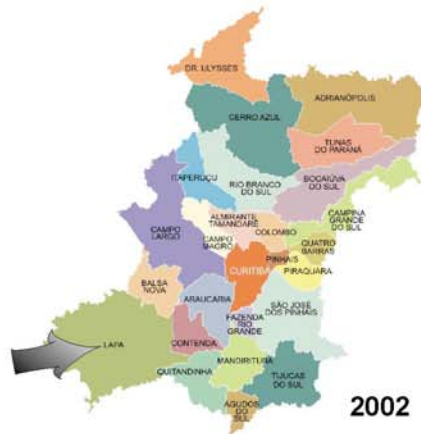 DR. ULYSSES
ADRIANÓPOLIS
CERRO AZUL
TUNAS
DO PARANÁ
ITAPERUÇU
RIO BRANCO
DO SUL
BOCAIÚVA
DO SUL
CAMPO
LARGO
ALMIRANTE
TAMANDARÉ
CAMPO
MAGRO
COLOMBO
CAMPINA
GRANDE
DO SUL
QUATRO
BARRAS
PINHAIS
CURITIBA
PIRAQUARA
BALSA
NOVA
ARAUCÁRIA
SÃO JOSÉ
DOS PINHAIS
FAZENDA
RIO
GRANDE
LAPA
CONTENDA
MANDIRITUBA
QUITANDINHA
TIJUCAS
DO SUL
AGUDOS
DO
SUL
2002